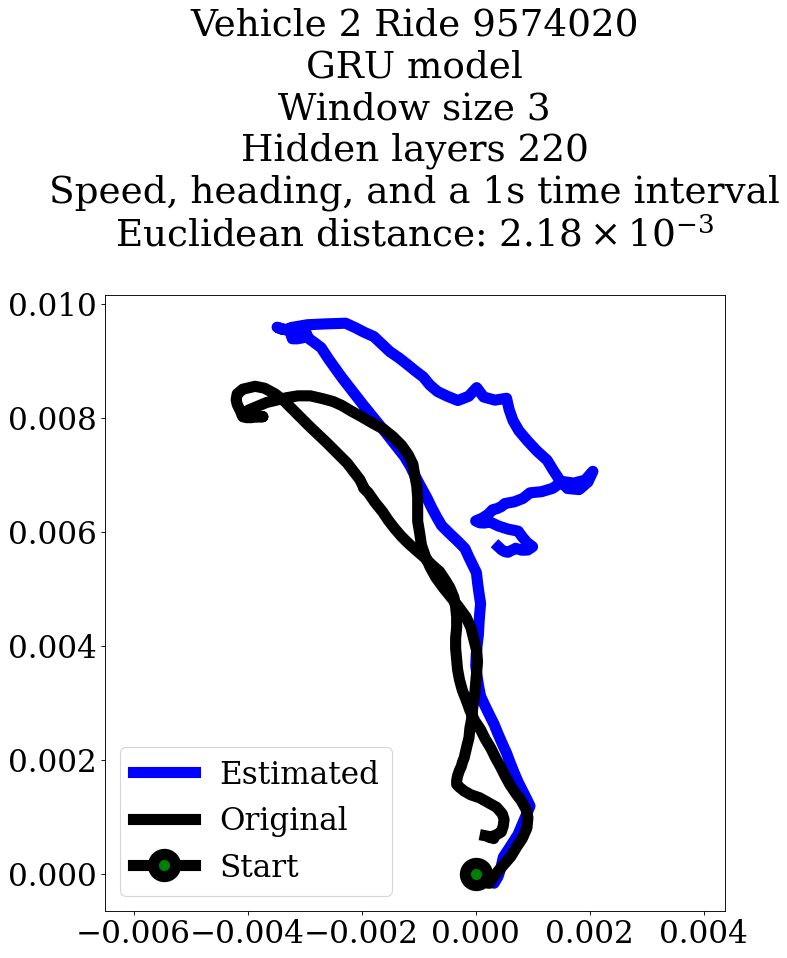 Vehicle 2 Ride 9574020
GRU model
Window size 3
Hidden layers 220
Speed, heading, and a 1s time interval
Euclidean distance: 2.18 × 10⁻³
0.010
0.008
0.006
0.004
0.002
0.000
Estimated
Original
Start
−0.006 −0.004 −0.002 0.000 0.002 0.004